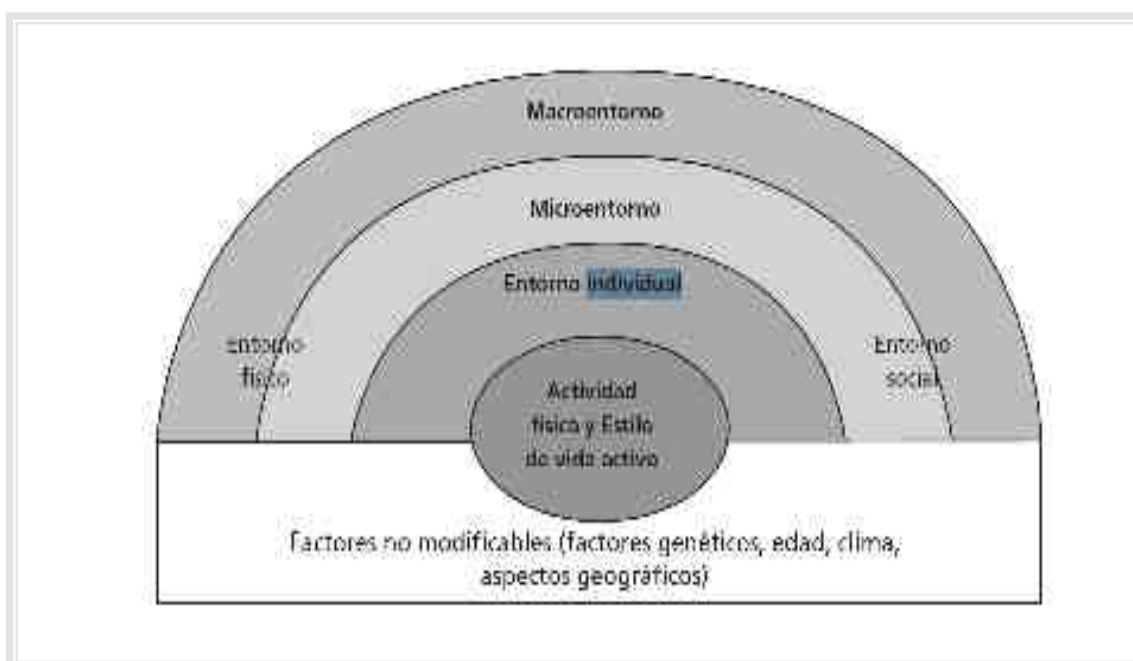 Macroentorno
Microentorno
Entorno individual
Entorno
físico
Entorno
social
Actividad
física y Estilo
de vida activo
Factores no modificables (factores genéticos, edad, clima,
aspectos geográficos)